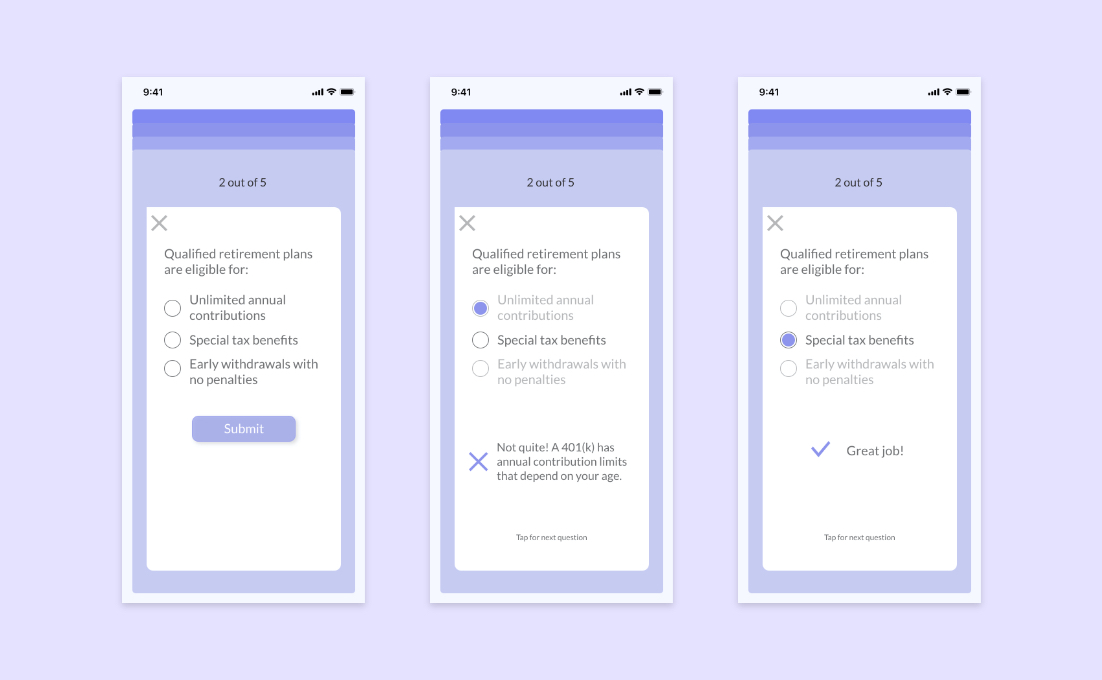 9:41
2 out of 5
Qualified retirement plans
are eligible for:
Unlimited annual
contributions
Special tax benefits
Early withdrawals with
no penalties
Submit
9:41
2 out of 5
Qualified retirement plans
are eligible for:
Unlimited annual
contributions
Special tax benefits
Early withdrawals with
no penalties
Not quite! A 401(k) has
annual contribution limits
that depend on your age.
Tap for next question
9:41
2 out of 5
Qualified retirement plans
are eligible for:
Unlimited annual
contributions
Special tax benefits
Early withdrawals with
no penalties
Great job!
Tap for next question